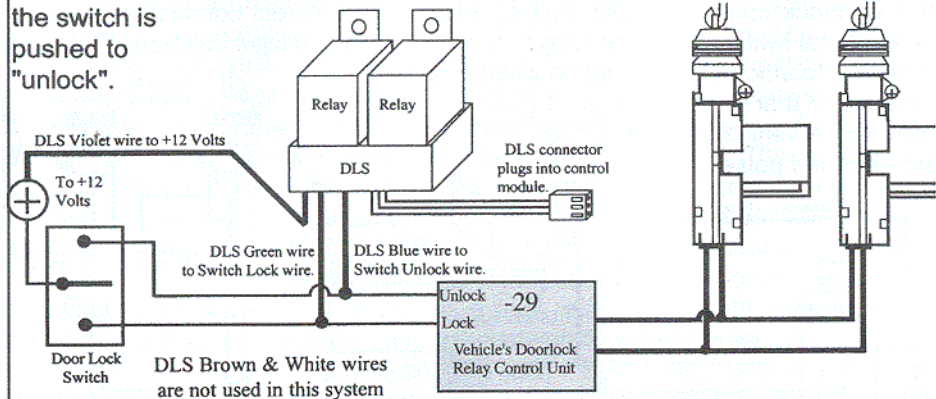 the switch is
pushed to
"unlock".
Relay Relay
DLS Violet wire to +12 Volts
DLS
DLS connector
plugs into control
module.
To +12
Volts
DLS Green wire
to Switch Lock wire.
DLS Blue wire to
Switch Unlock wire.
Unlock
-29
Lock
Vehicle's Doorlock
Relay Control Unit
Door Lock
Switch
DLS Brown & White wires
are not used in this system